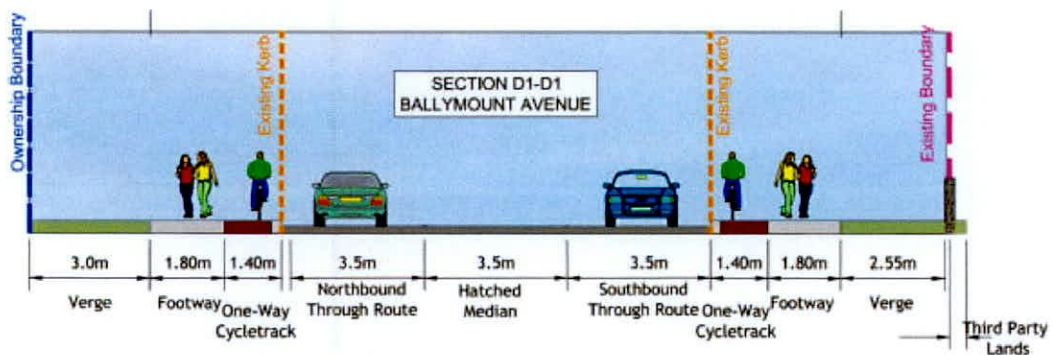 Ownership Boundary
Existing Kerb
SECTION D1-D1
BALLYMOUNT AVENUE
Existing Kerb
Existing Boundary
3.0m
1.80m
1.40m
3.5m
3.5m
3.5m
1.40m
1.80m
2.55m
Verge
Footway
One-Way
Cycletrack
Northbound
Through Route
Hatched
Median
Southbound
Through Route
One-Way
Cycletrack
Footway
Verge
Third Party
Lands